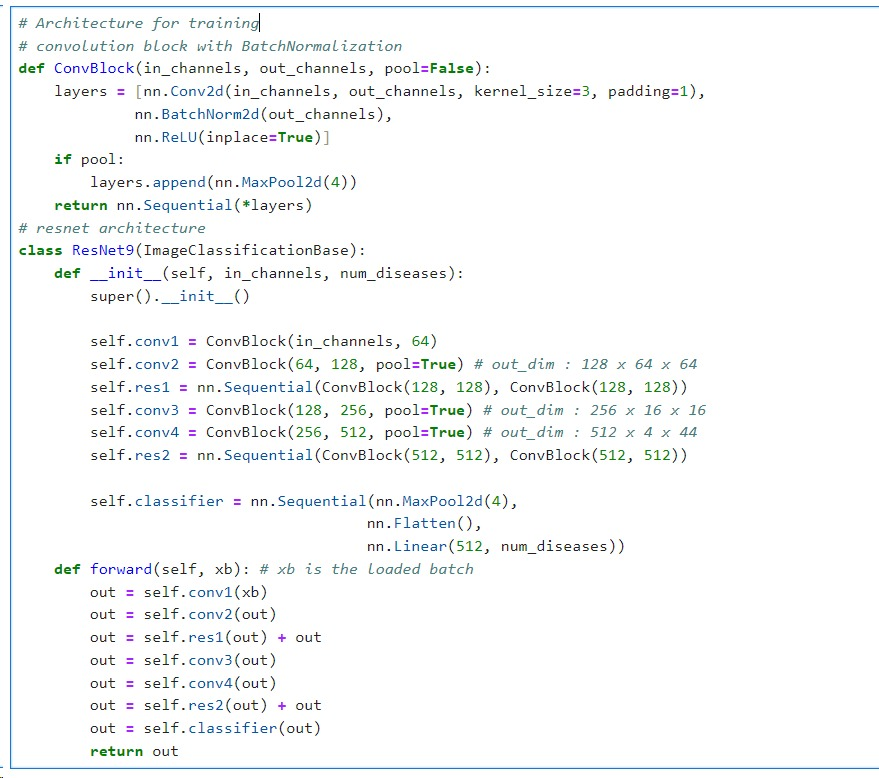 # Architecture for training
# convolution block with BatchNormalization
def ConvBlock(in_channels, out_channels, pool=False):
    layers = [nn.Conv2d(in_channels, out_channels, kernel_size=3, padding=1),
             nn.BatchNorm2d(out_channels),
             nn.ReLU(inplace=True)]
    if pool:
        layers.append(nn.MaxPool2d(4))
    return nn.Sequential(*layers)
# resnet architecture
class ResNet9(ImageClassificationBase):
    def __init__(self, in_channels, num_diseases):
        super().__init__()

        self.conv1 = ConvBlock(in_channels, 64)
        self.conv2 = ConvBlock(64, 128, pool=True) # out_dim : 128 x 64 x 64
        self.res1 = nn.Sequential(ConvBlock(128, 128), ConvBlock(128, 128))
        self.conv3 = ConvBlock(128, 256, pool=True) # out_dim : 256 x 16 x 16
        self.conv4 = ConvBlock(256, 512, pool=True) # out_dim : 512 x 4 x 44
        self.res2 = nn.Sequential(ConvBlock(512, 512), ConvBlock(512, 512))

        self.classifier = nn.Sequential(nn.MaxPool2d(4),
                                       nn.Flatten(),
                                       nn.Linear(512, num_diseases))
    def forward(self, xb): # xb is the loaded batch
        out = self.conv1(xb)
        out = self.conv2(out)
        out = self.res1(out) + out
        out = self.conv3(out)
        out = self.conv4(out)
        out = self.res2(out) + out
        out = self.classifier(out)
        return out